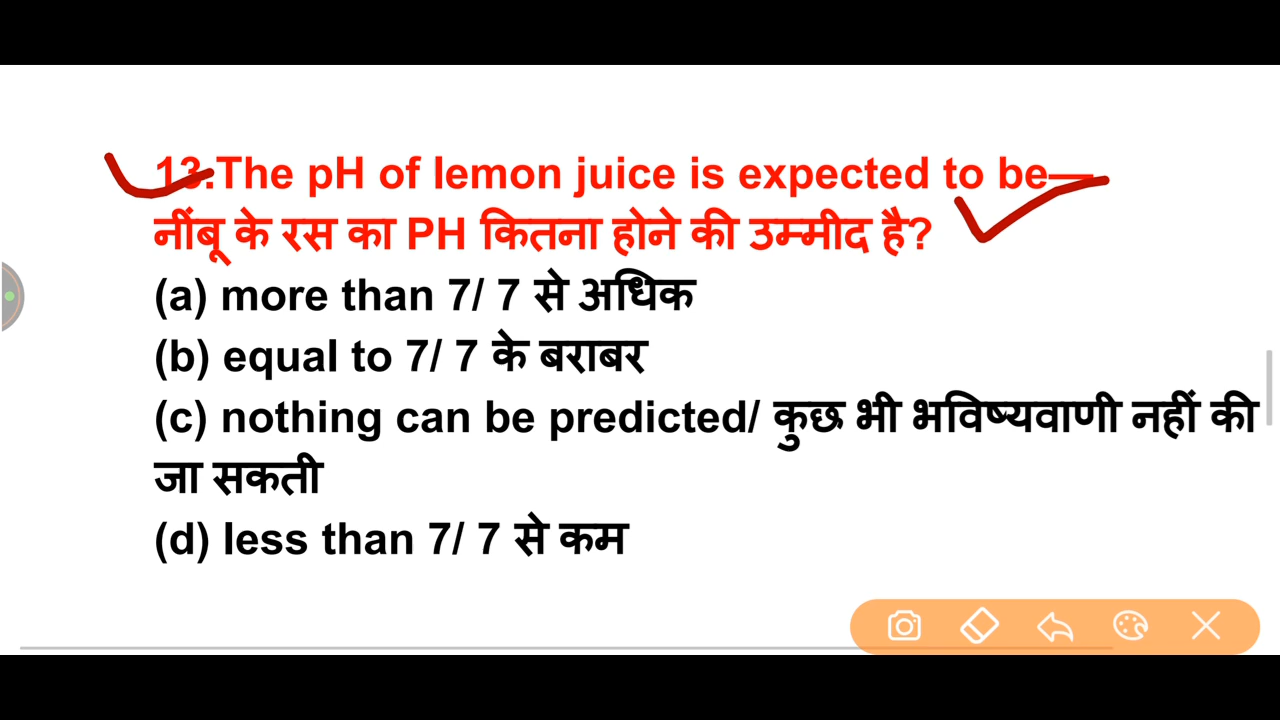 13.The pH of lemon juice is expected to be—
नींबू के रस का PH कितना होने की उम्मीद है?
(a) more than 7/ 7 से अधिक
(b) equal to 7/ 7 के बराबर
(c) nothing can be predicted/ कुछ भी भविष्यवाणी नहीं की
जा सकती
(d) less than 7/ 7 से कम